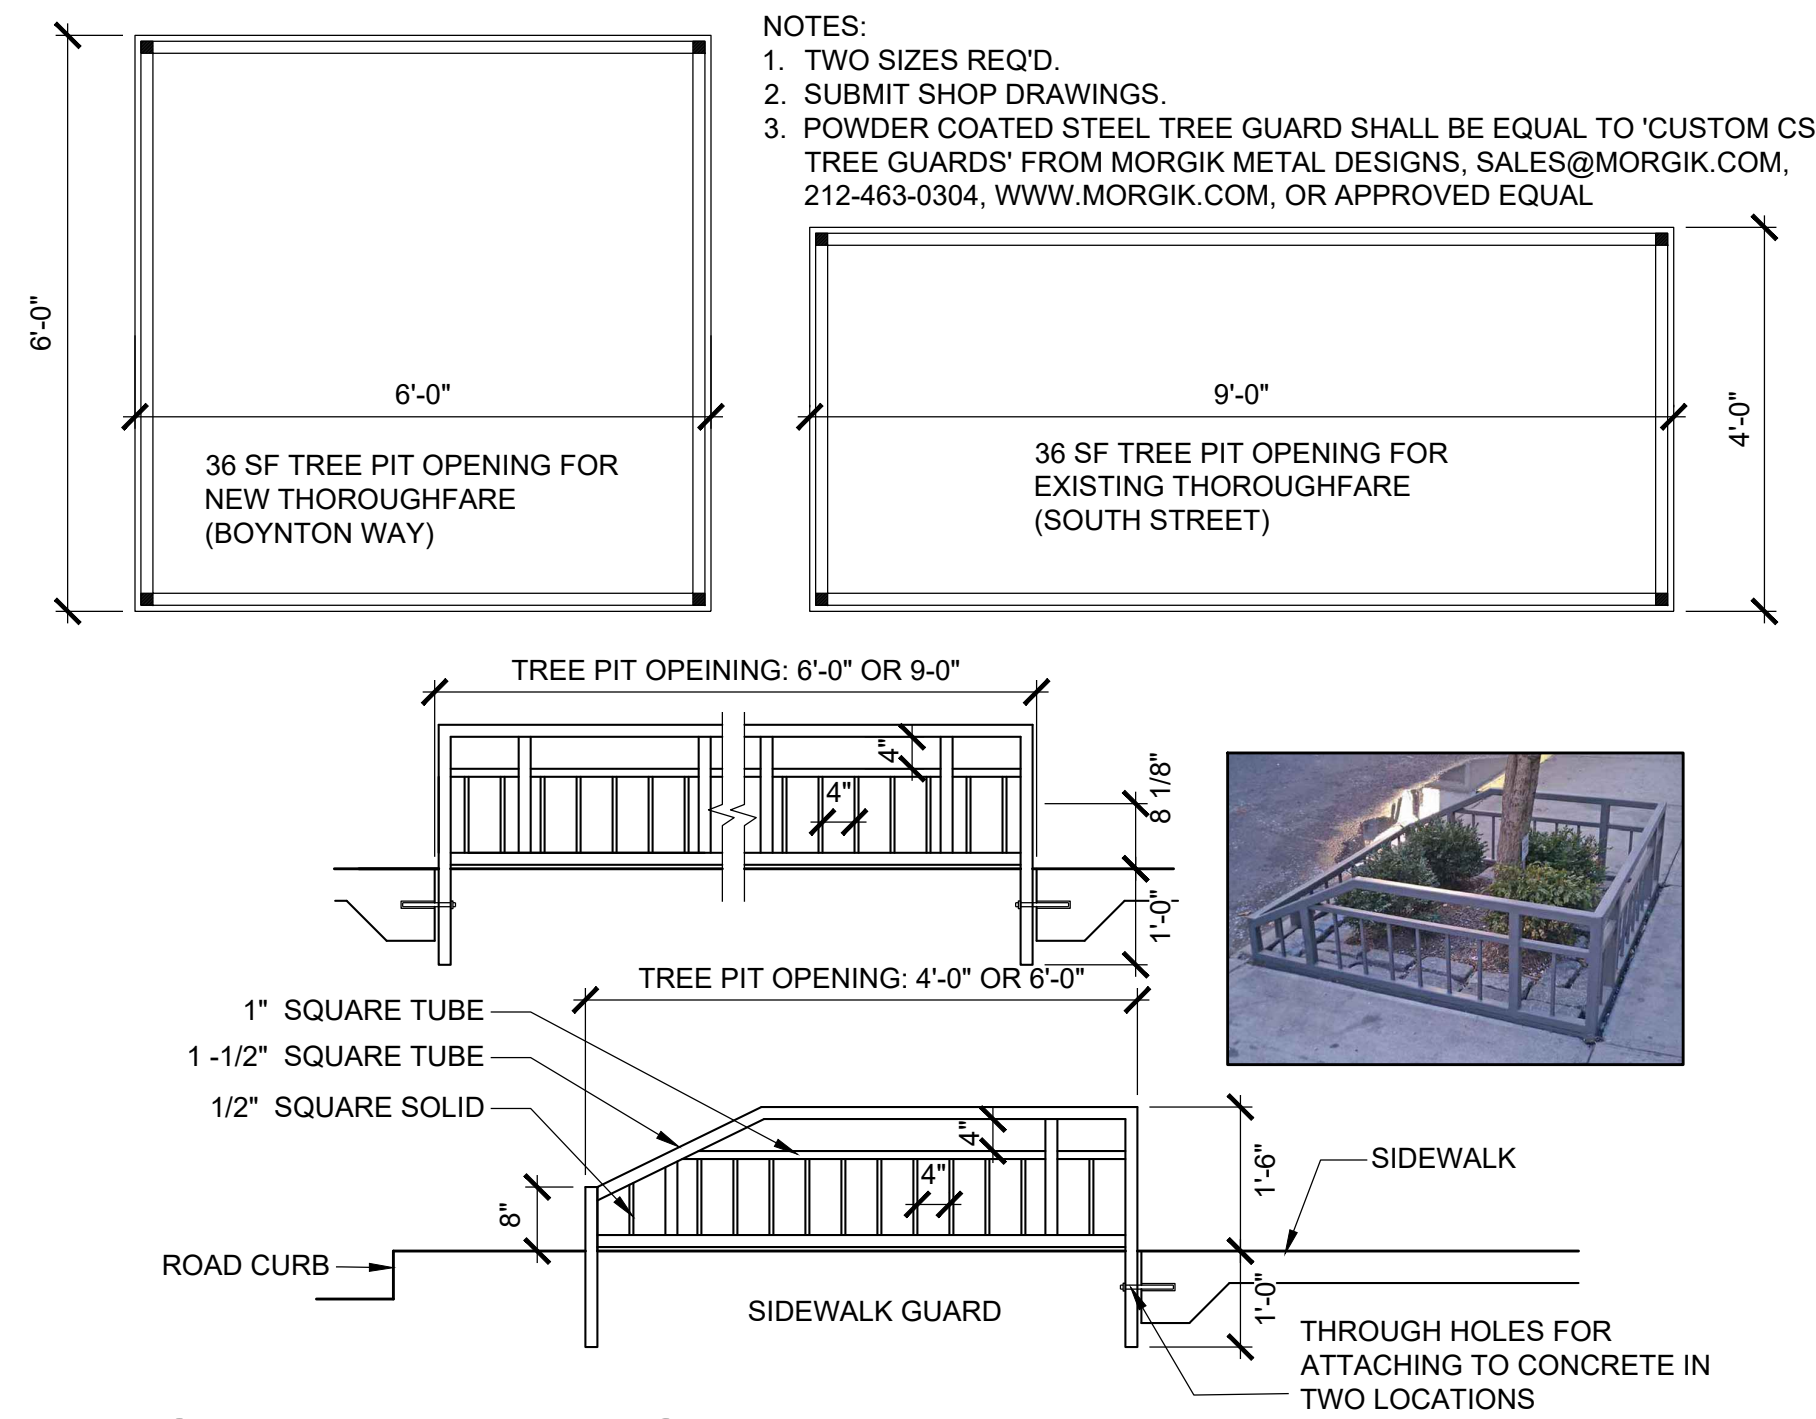 NOTES:
1. TWO SIZES REQ'D.
2. SUBMIT SHOP DRAWINGS.
3. POWDER COATED STEEL TREE GUARD SHALL BE EQUAL TO 'CUSTOM CS
TREE GUARDS' FROM MORGIK METAL DESIGNS, SALES@MORGIK.COM,
212-463-0304, WWW.MORGIK.COM, OR APPROVED EQUAL
6'-0"
6'-0"
36 SF TREE PIT OPENING FOR
NEW THOROUGHFARE
(BOYNTON WAY)
9'-0"
4'-0"
36 SF TREE PIT OPENING FOR
EXISTING THOROUGHFARE
(SOUTH STREET)
TREE PIT OPEINING: 6'-0" OR 9-0"
4"
4"
8 1/8"
1'-0"
TREE PIT OPENING: 4'-0" OR 6'-0"
1" SQUARE TUBE
1 -1/2" SQUARE TUBE
1/2" SQUARE SOLID
4"
4"
8"
1'-6"
SIDEWALK
ROAD CURB
1'-0"
SIDEWALK GUARD
THROUGH HOLES FOR
ATTACHING TO CONCRETE IN
TWO LOCATIONS